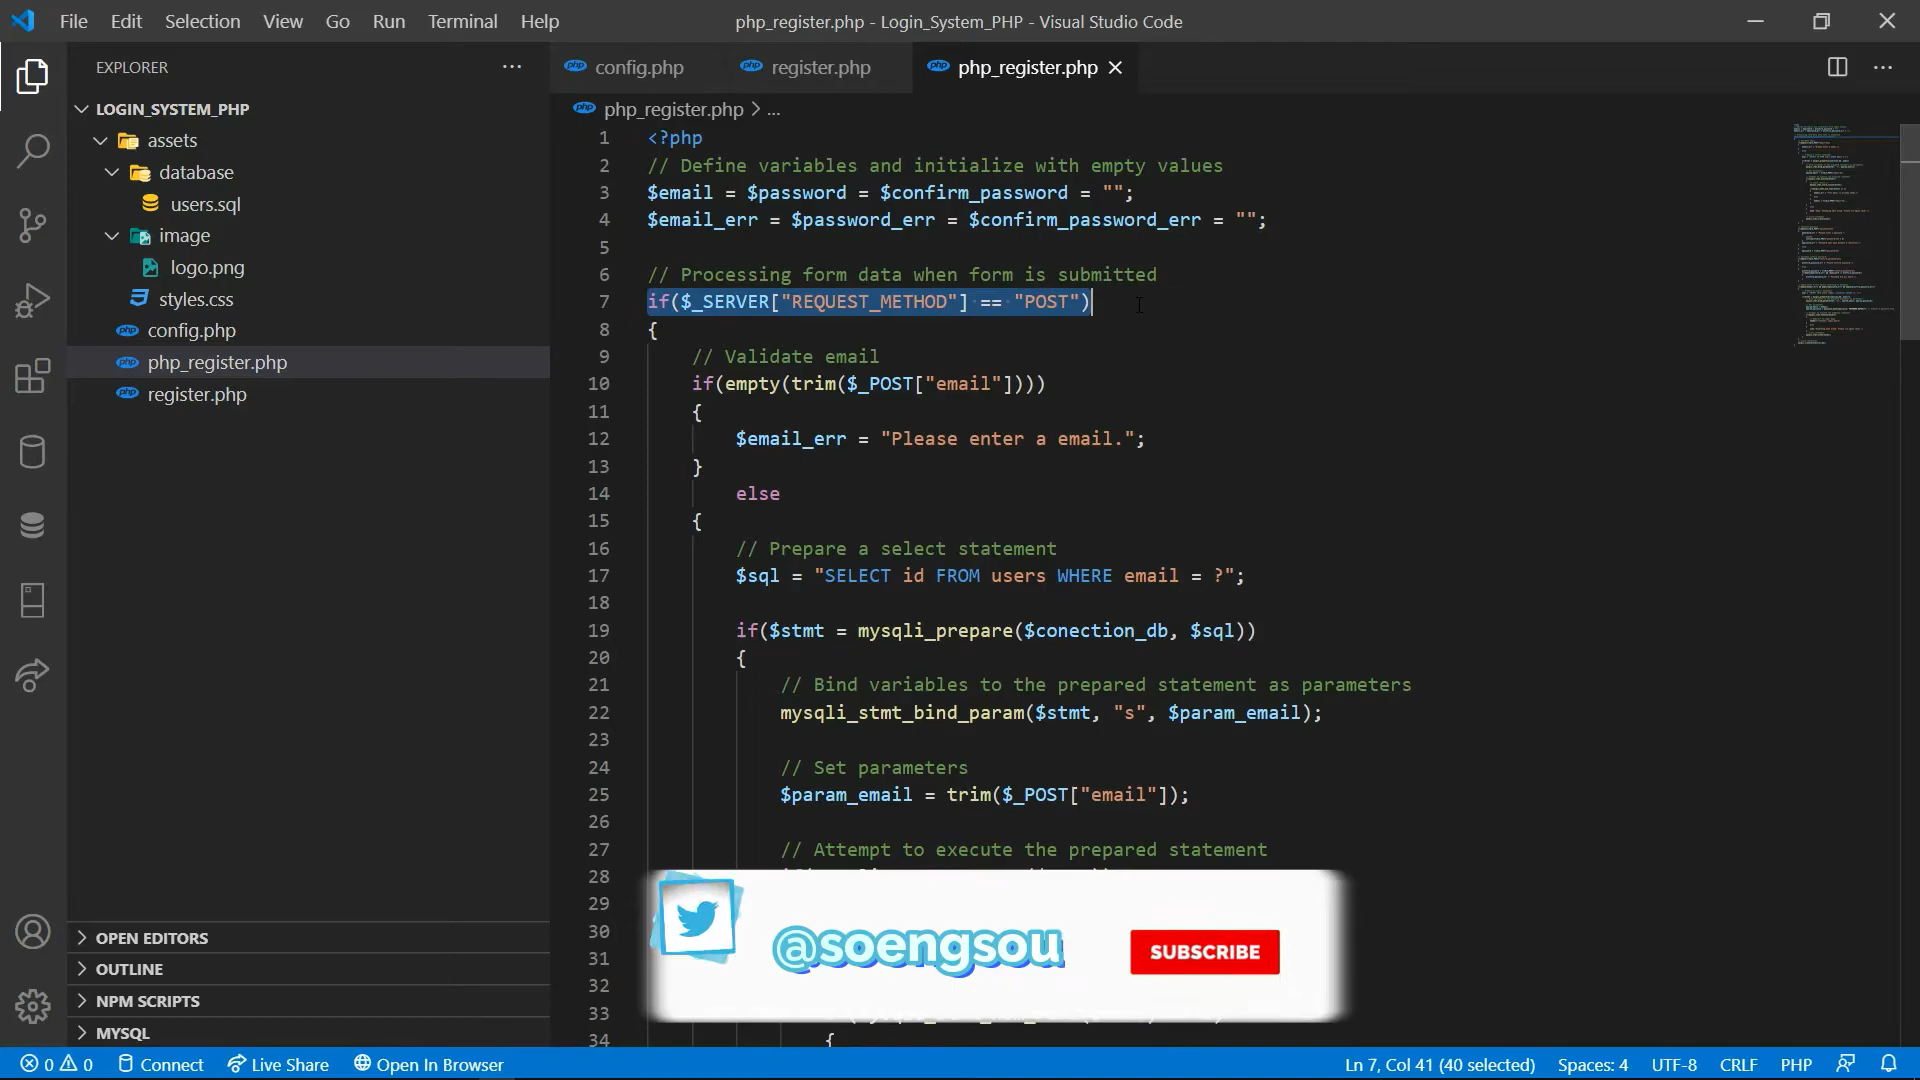 File Edit Selection View Go Run Terminal Help
php_register.php - Login_System_PHP - Visual Studio Code
EXPLORER
LOGIN_SYSTEM_PHP
assets
database
users.sql
image
logo.png
styles.css
config.php
php_register.php
register.php
OPEN EDITORS
OUTLINE
NPM SCRIPTS
MYSQL
config.php register.php php_register.php
php_register.php > ...
1 <?php
2 // Define variables and initialize with empty values
3 $email = $password = $confirm_password = "";
4 $email_err = $password_err = $confirm_password_err = "";
5
6 // Processing form data when form is submitted
7 if($_SERVER["REQUEST_METHOD"] == "POST")
8 {
9 // Validate email
10 if(empty(trim($_POST["email"])))
11 {
12 $email_err = "Please enter a email.";
13 }
14 else
15 {
16 // Prepare a select statement
17 $sql = "SELECT id FROM users WHERE email = ?";
18
19 if($stmt = mysqli_prepare($conection_db, $sql))
20 {
21 // Bind variables to the prepared statement as parameters
22 mysqli_stmt_bind_param($stmt, "s", $param_email);
23
24 // Set parameters
25 $param_email = trim($_POST["email"]);
26
27 // Attempt to execute the prepared statement
28
29
30
31
32
33
34 {
@soengsou
SUBSCRIBE
0 0 Connect Live Share Open In Browser
Ln 7, Col 41 (40 selected) Spaces: 4 UTF-8 CRLF PHP